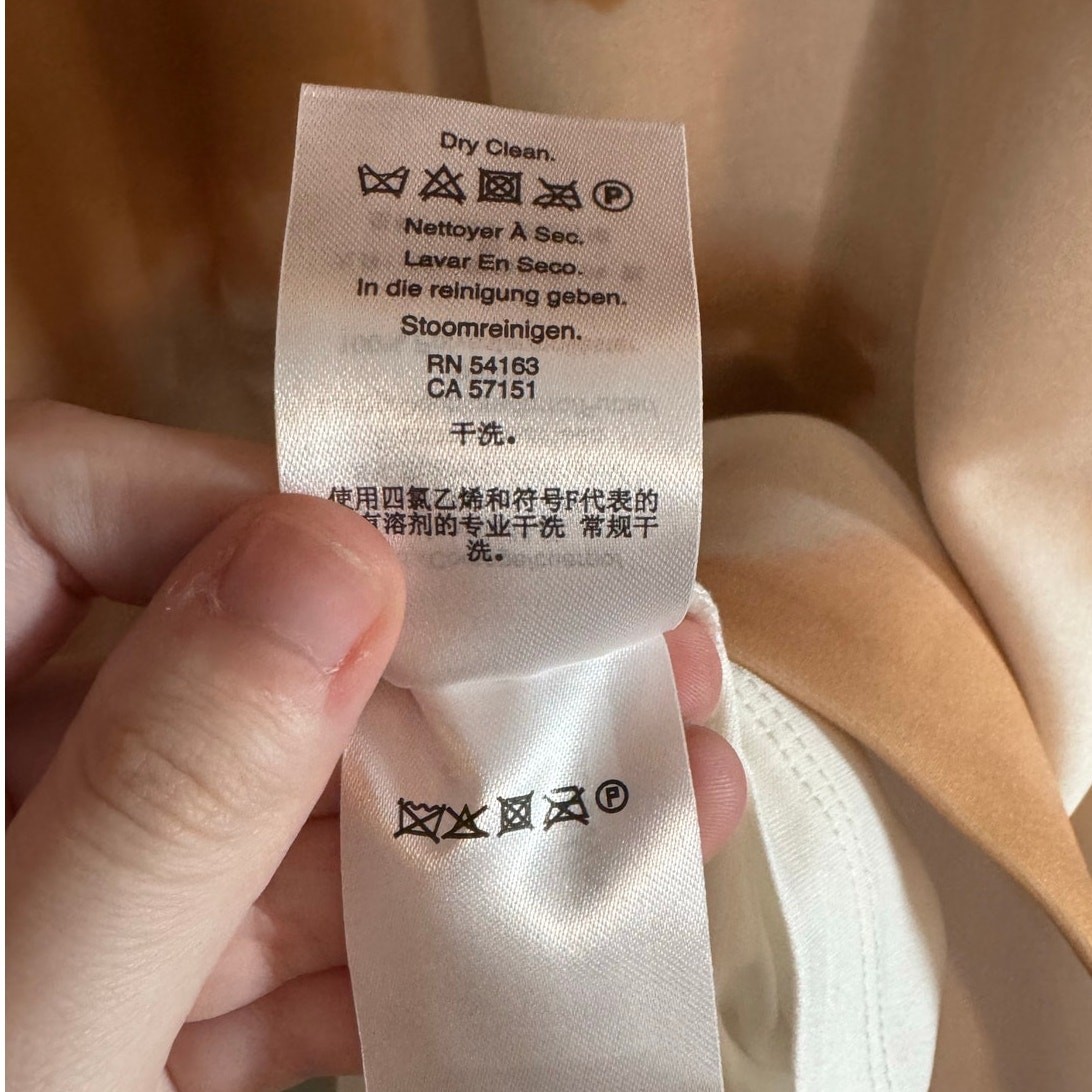 Dry Clean.
P
Nettoyer À Sec.
Lavar En Seco.
In die reinigung geben.
Stoomreinigen.
RN 54163
CA 57151
干洗。
使用四氯乙烯和符号F代表的
溶剂的专业干洗 常规干
洗。
P